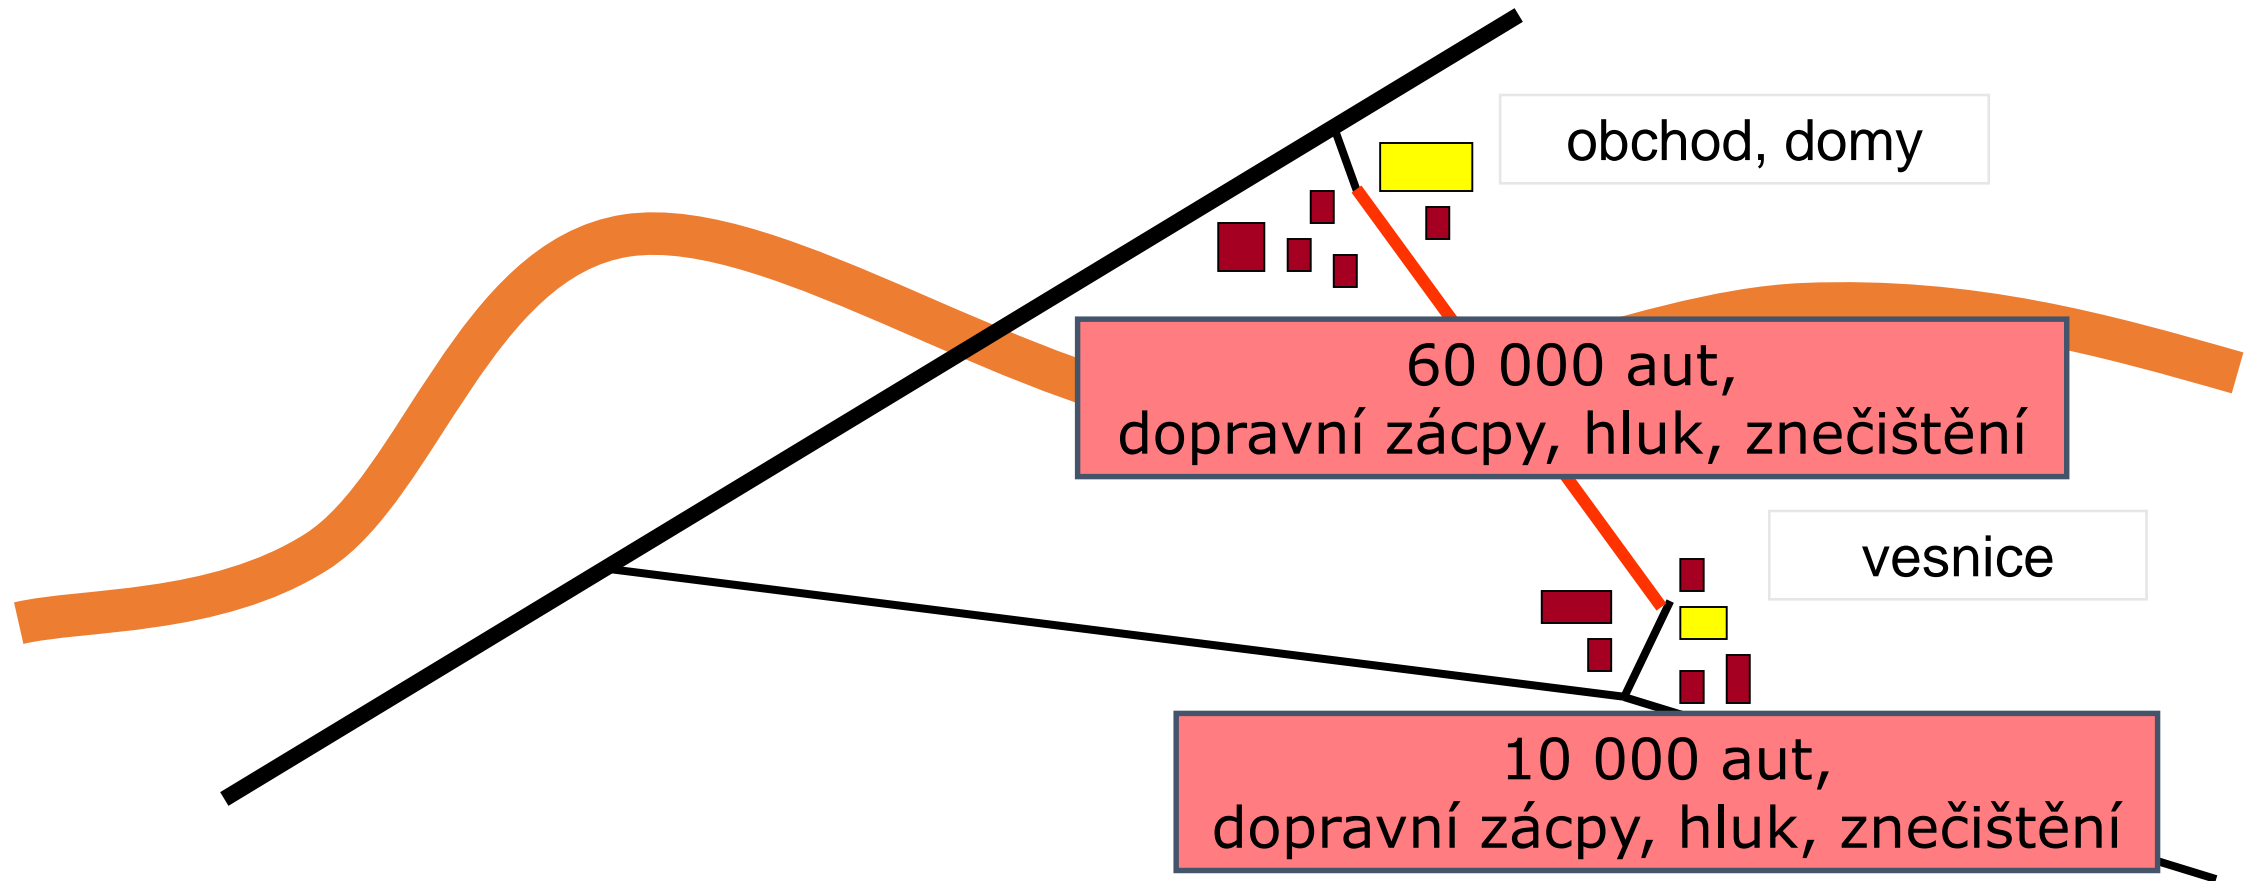 obchod, domy
60 000 aut,
dopravní zácpy, hluk, znečištění
vesnice
10 000 aut,
dopravní zácpy, hluk, znečištění